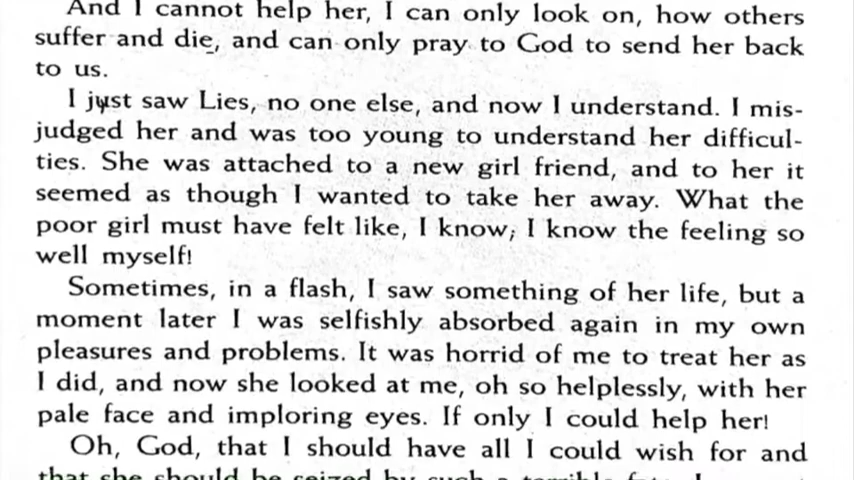 And I cannot help her, I can only look on, how others
suffer and die, and can only pray to God to send her back
to us.
I just saw Lies, no one else, and now I understand. I mis-
judged her and was too young to understand her difficul-
ties. She was attached to a new girl friend, and to her it
seemed as though I wanted to take her away. What the
poor girl must have felt like, I know; I know the feeling so
well myself!
Sometimes, in a flash, I saw something of her life, but a
moment later I was selfishly absorbed again in my own
pleasures and problems. It was horrid of me to treat her as
I did, and now she looked at me, oh so helplessly, with her
pale face and imploring eyes. If only I could help her!
Oh, God, that I should have all I could wish for and
that she should be seized by such a terrible fate. I